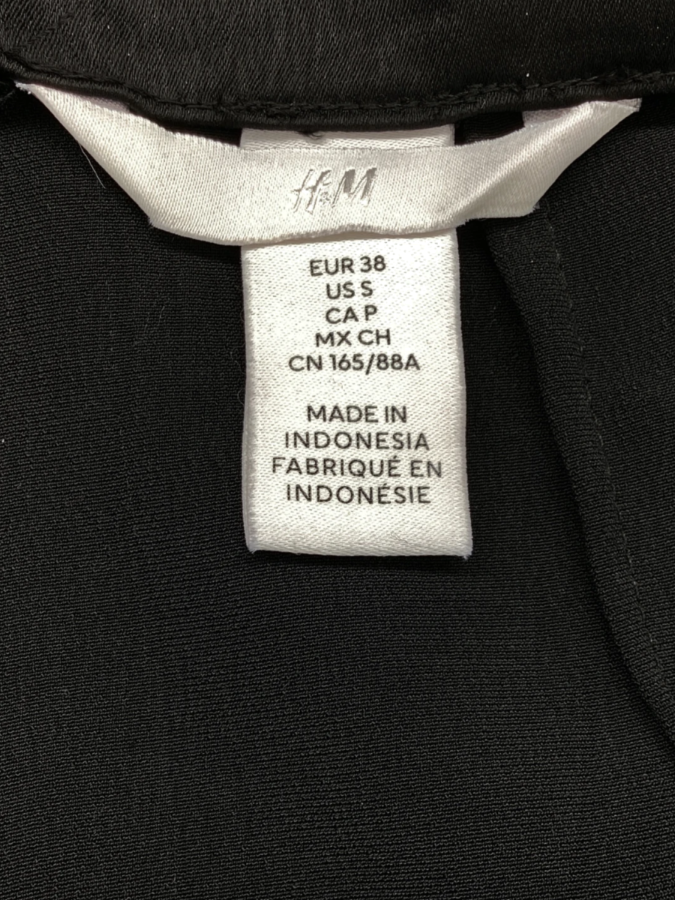 H&M
EUR 38
US S
CA P
MX CH
CN 165/88A
MADE IN
INDONESIA
FABRIQUÉ EN
INDONÉSIE